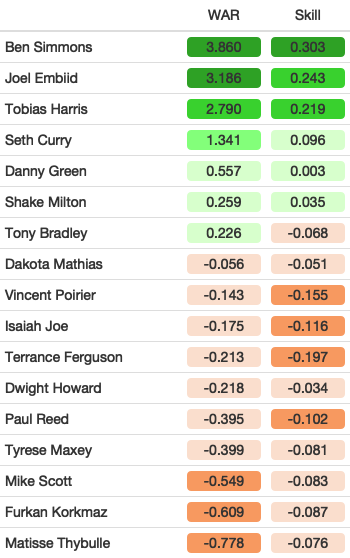 WAR Skill
Ben Simmons 3.860 0.303
Joel Embiid 3.186 0.243
Tobias Harris 2.790 0.219
Seth Curry 1.341 0.096
Danny Green 0.557 0.003
Shake Milton 0.259 0.035
Tony Bradley 0.226 -0.068
Dakota Mathias -0.056 -0.051
Vincent Poirier -0.143 -0.155
Isaiah Joe -0.175 -0.116
Terrance Ferguson -0.213 -0.197
Dwight Howard -0.218 -0.034
Paul Reed -0.395 -0.102
Tyrese Maxey -0.399 -0.081
Mike Scott -0.549 -0.083
Furkan Korkmaz -0.609 -0.087
Matisse Thybulle -0.778 -0.076